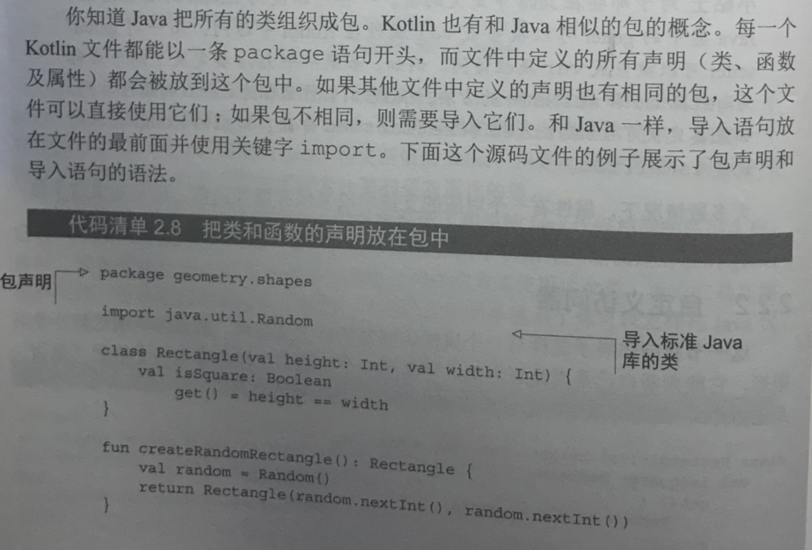 你知道 Java 把所有的类组织成包。Kotlin 也有和 Java 相似的包的概念。每一个
Kotlin 文件都能以一条 package 语句开头，而文件中定义的所有声明（类、函数
及属性）都会被放到这个包中。如果其他文件中定义的声明也有相同的包，这个文
件可以直接使用它们；如果包不相同，则需要导入它们。和 Java 一样，导入语句放
在文件的最前面并使用关键字 import。下面这个源码文件的例子展示了包声明和
导入语句的语法。
代码清单 2.8 把类和函数的声明放在包中
包声明
package geometry.shapes
import java.util.Random
导入标准 Java
库的类
class Rectangle(val height: Int, val width: Int) {
val isSquare: Boolean
get() = height == width
}
fun createRandomRectangle(): Rectangle {
val random = Random()
return Rectangle(random.nextInt(), random.nextInt())
}